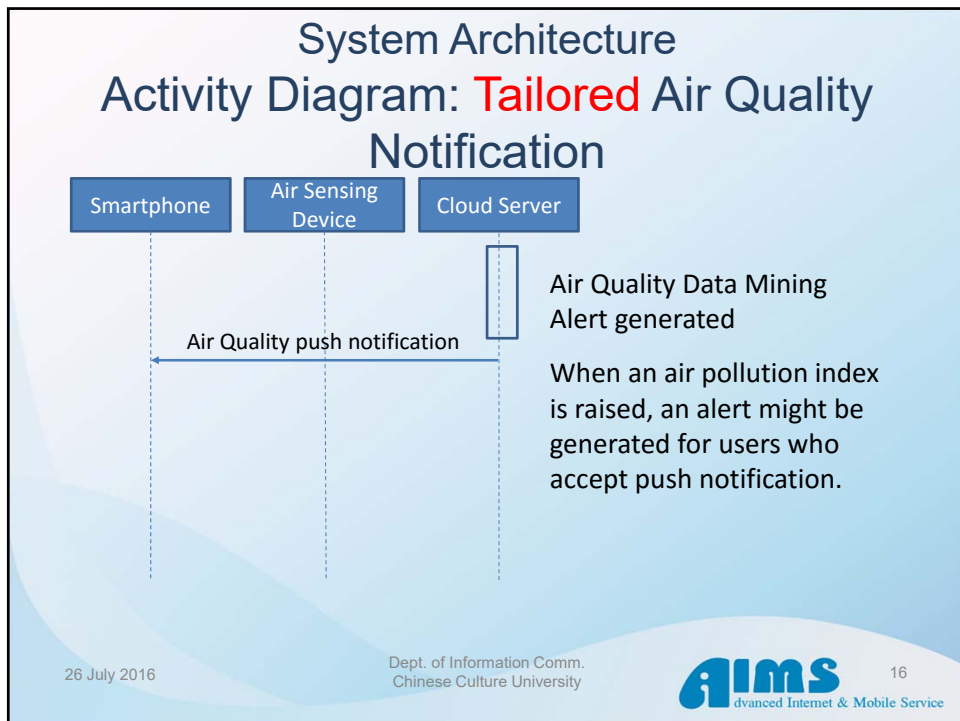 System Architecture
Activity Diagram: Tailored Air Quality
Notification
Smartphone
Air Sensing
Device
Cloud Server
Air Quality Data Mining
Alert generated
Air Quality push notification
When an air pollution index
is raised, an alert might be
generated for users who
accept push notification.
26 July 2016
Dept. of Information Comm.
Chinese Culture University
AIMS
dvanced Internet & Mobile Service
16